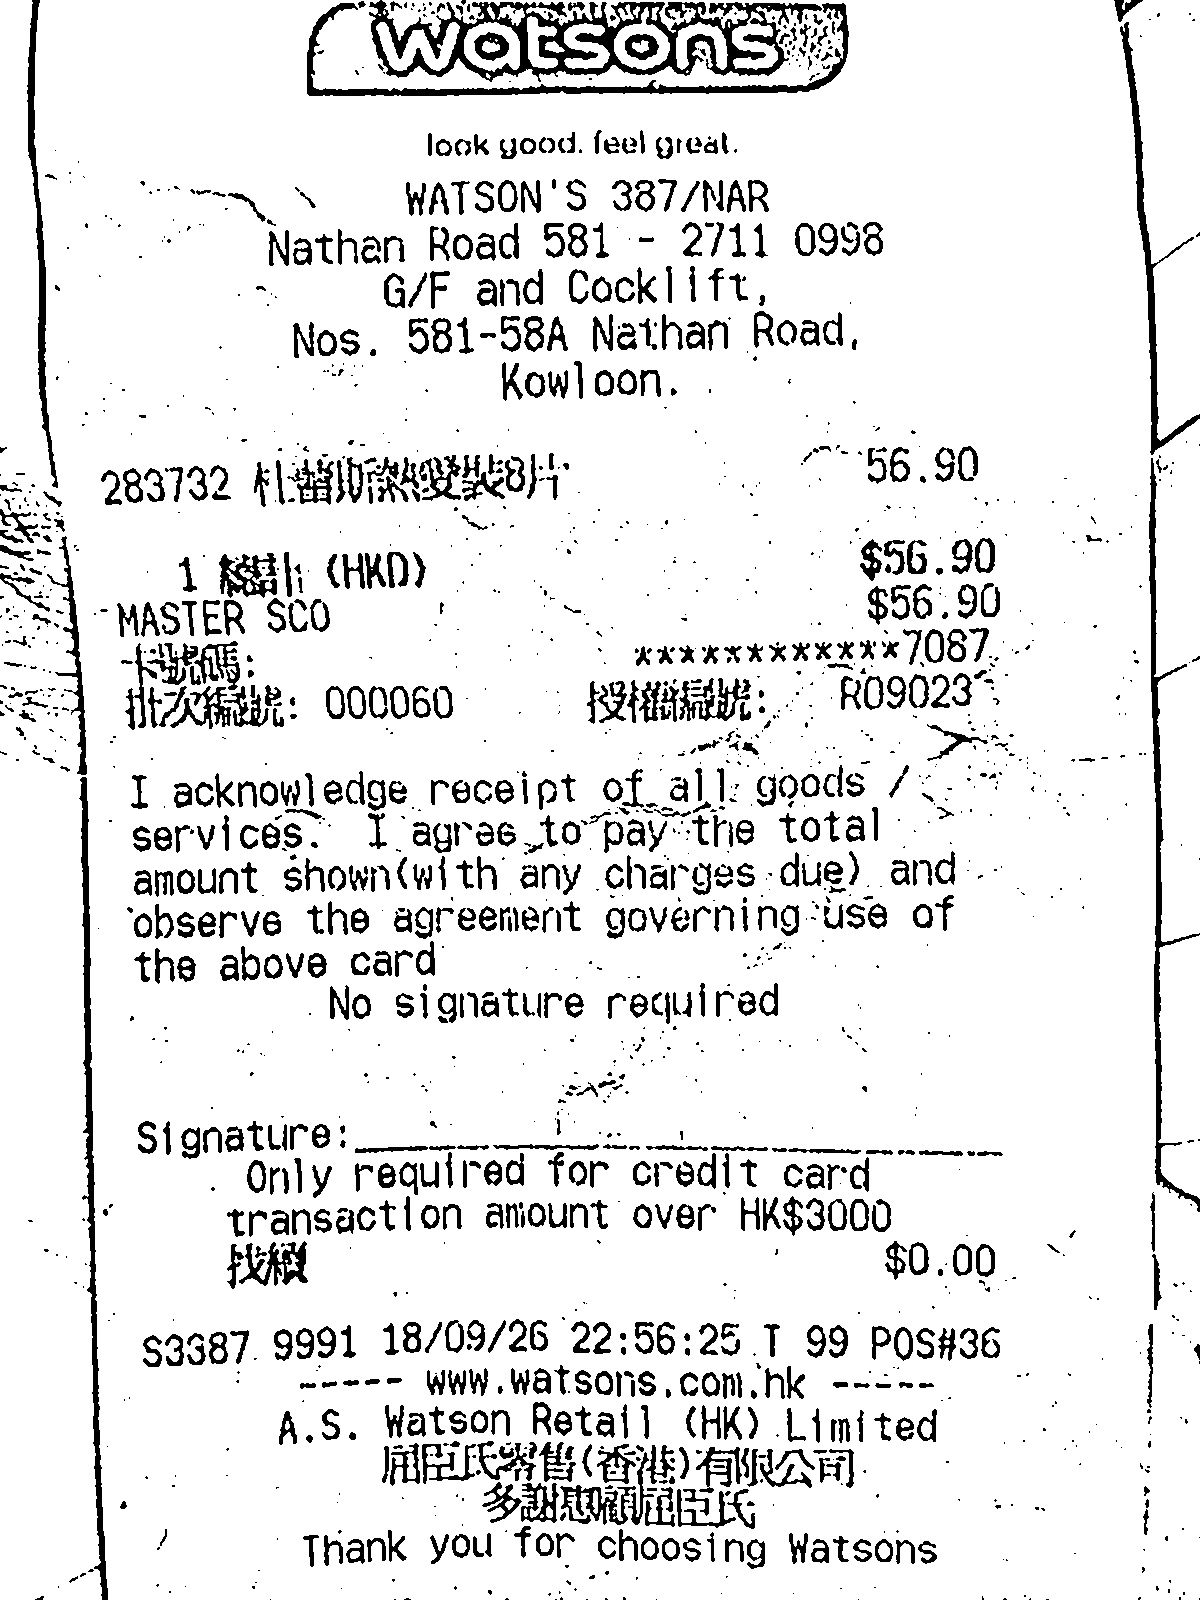 watsons
look good. feel great.
WATSON'S 387/NAR
Nathan Road 581 - 2711 0998
G/F and Cocklift,
Nos. 581-58A Nathan Road,
Kowloon.
283732 杜蕾斯 裝8片 56.90
1 總計 (HKD) $56.90
MASTER SCO $56.90
卡號碼: ************7087
批次編號: 000060 授權編號: R09023
I acknowledge receipt of all goods /
services. I agree to pay the total
amount shown(with any charges due) and
observe the agreement governing use of
the above card
No signature required
Signature:
Only required for credit card
transaction amount over HK$3000
找續 $0.00
S3387 9991 18/09/26 22:56:25 T 99 POS#36
----- www.watsons.com.hk -----
A.S. Watson Retail (HK) Limited
屈臣氏零售(香港)有限公司
多謝惠顧屈臣氏
Thank you for choosing Watsons